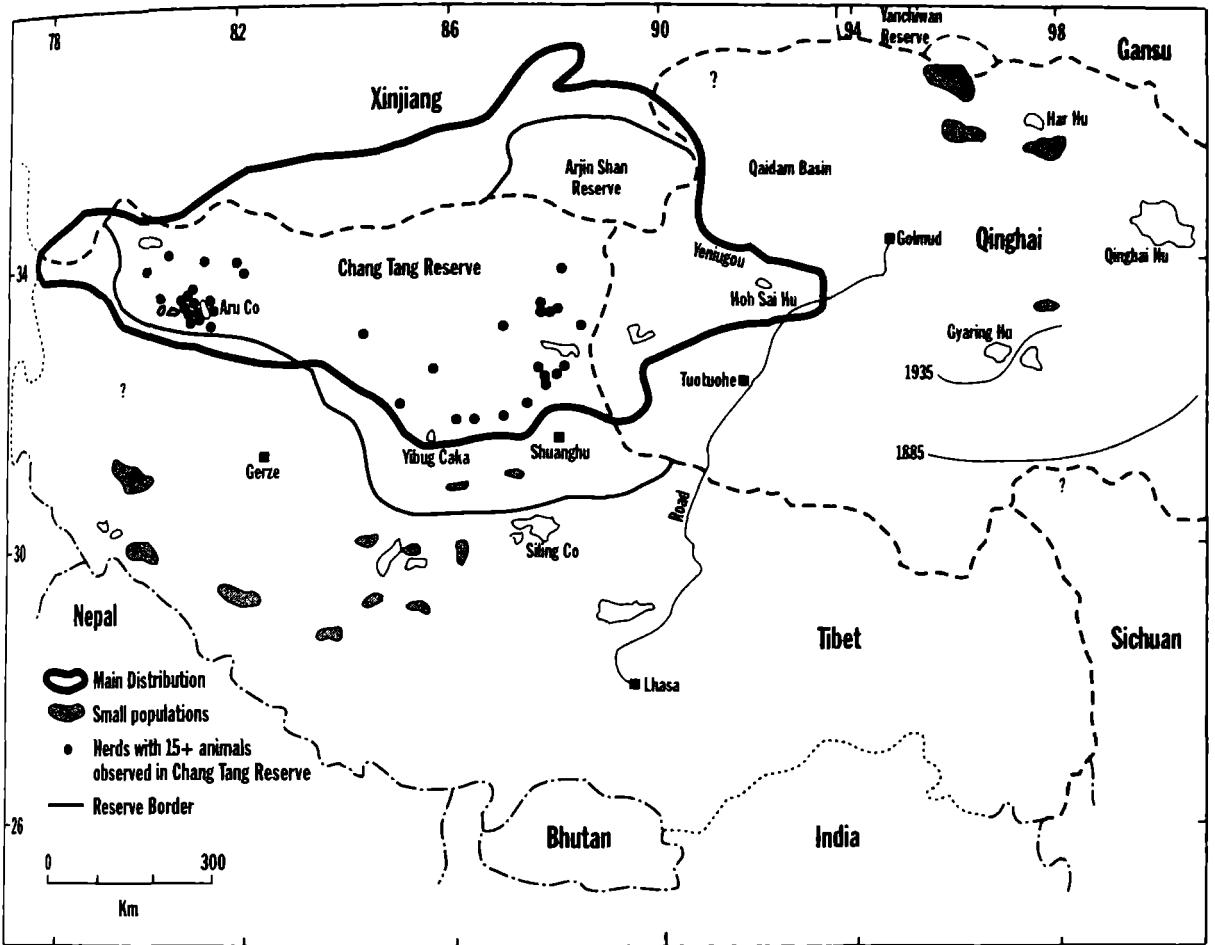 78
82
86
90
94
98
Yanchiwan
Reserve
Gansu
?
Xinjiang
Har Hu
Arjin Shan
Reserve
Qaidam Basin
Golmud
Qinghai
Qinghai Hu
Yeniugou
34
Chang Tang Reserve
Hoh Sai Hu
Aru Co
Gyaring Hu
1935
Tuotuohe
?
1885
Yibug Caka
Shuanghu
Gerze
?
Road
Siling Co
30
Nepal
Tibet
Sichuan
Main Distribution
Lhasa
Small populations
Herds with 15+ animals
observed in Chang Tang Reserve
Reserve Border
26
Bhutan
India
0 300
Km